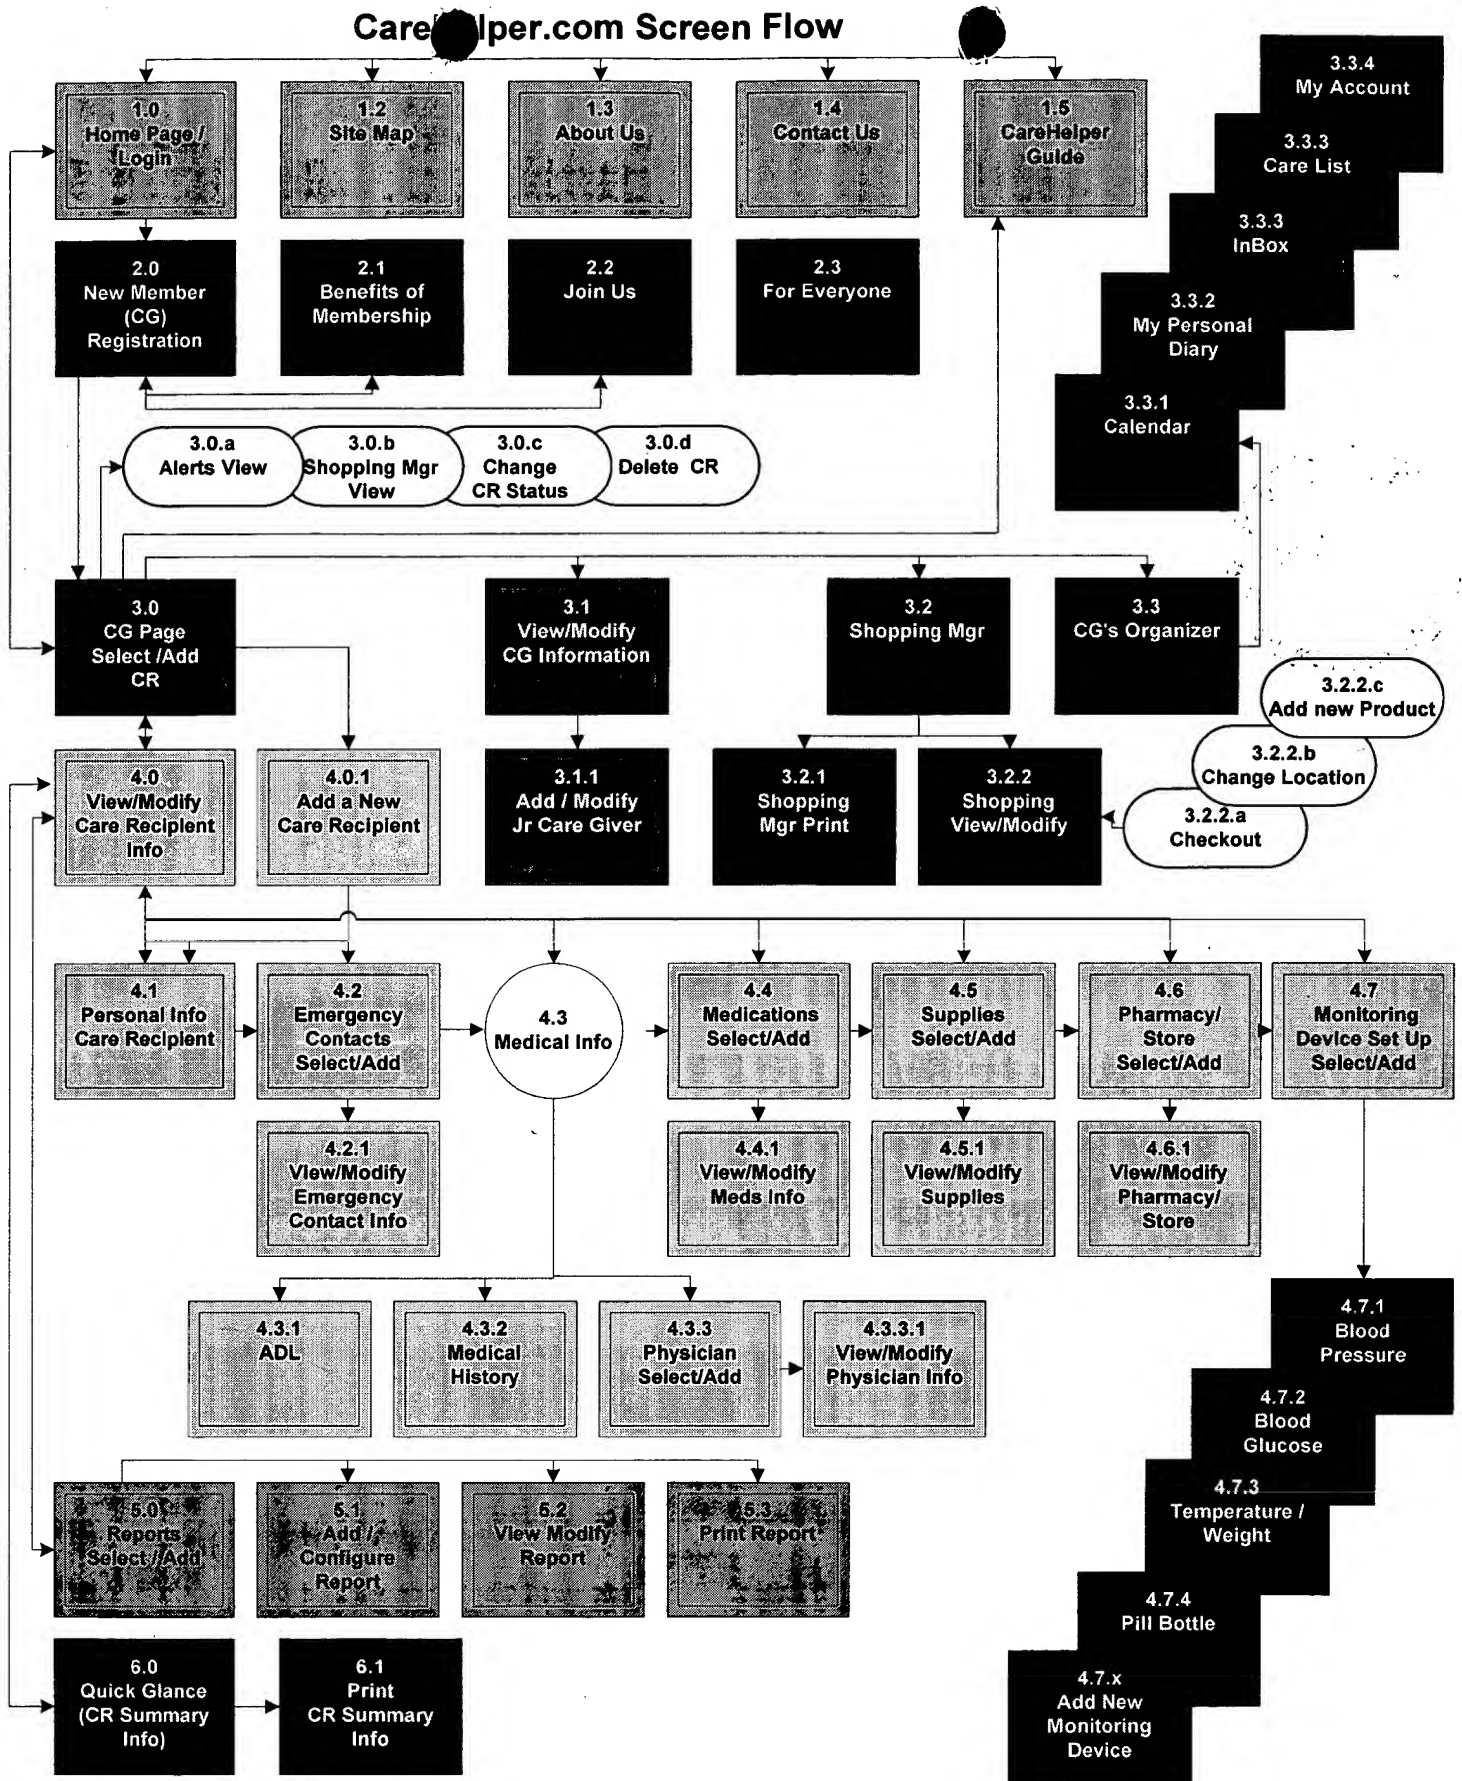 Care lper.com Screen Flow
1.0
Home Page /
Login
1.2
Site Map
1.3
About Us
1.4
Contact Us
1.5
CareHelper
Guide
3.3.4
My Account
3.3.3
Care List
3.3.3
InBox
3.3.2
My Personal
Diary
3.3.1
Calendar
2.0
New Member
(CG)
Registration
2.1
Benefits of
Membership
2.2
Join Us
2.3
For Everyone
3.0.a
Alerts View
3.0.b
Shopping Mgr
View
3.0.c
Change
CR Status
3.0.d
Delete CR
3.0
CG Page
Select /Add
CR
3.1
View/Modify
CG Information
3.2
Shopping Mgr
3.3
CG's Organizer
3.2.2.c
Add new Product
3.2.2.b
Change Location
3.2.2.a
Checkout
4.0
View/Modify
Care Recipient
Info
4.0.1
Add a New
Care Recipient
3.1.1
Add / Modify
Jr Care Giver
3.2.1
Shopping
Mgr Print
3.2.2
Shopping
View/Modify
4.1
Personal Info
Care Recipient
4.2
Emergency
Contacts
Select/Add
4.3
Medical Info
4.4
Medications
Select/Add
4.5
Supplies
Select/Add
4.6
Pharmacy/
Store
Select/Add
4.7
Monitoring
Device Set Up
Select/Add
4.2.1
View/Modify
Emergency
Contact Info
4.4.1
View/Modify
Meds Info
4.5.1
View/Modify
Supplies
4.6.1
View/Modify
Pharmacy/
Store
4.3.1
ADL
4.3.2
Medical
History
4.3.3
Physician
Select/Add
4.3.3.1
View/Modify
Physician Info
4.7.1
Blood
Pressure
4.7.2
Blood
Glucose
4.7.3
Temperature /
Weight
4.7.4
Pill Bottle
4.7.x
Add New
Monitoring
Device
5.0
Reports
Select / Add
5.1
Add /
Configure
Report
5.2
View Modify
Report
5.3
Print Report
6.0
Quick Glance
(CR Summary
Info)
6.1
Print
CR Summary
Info